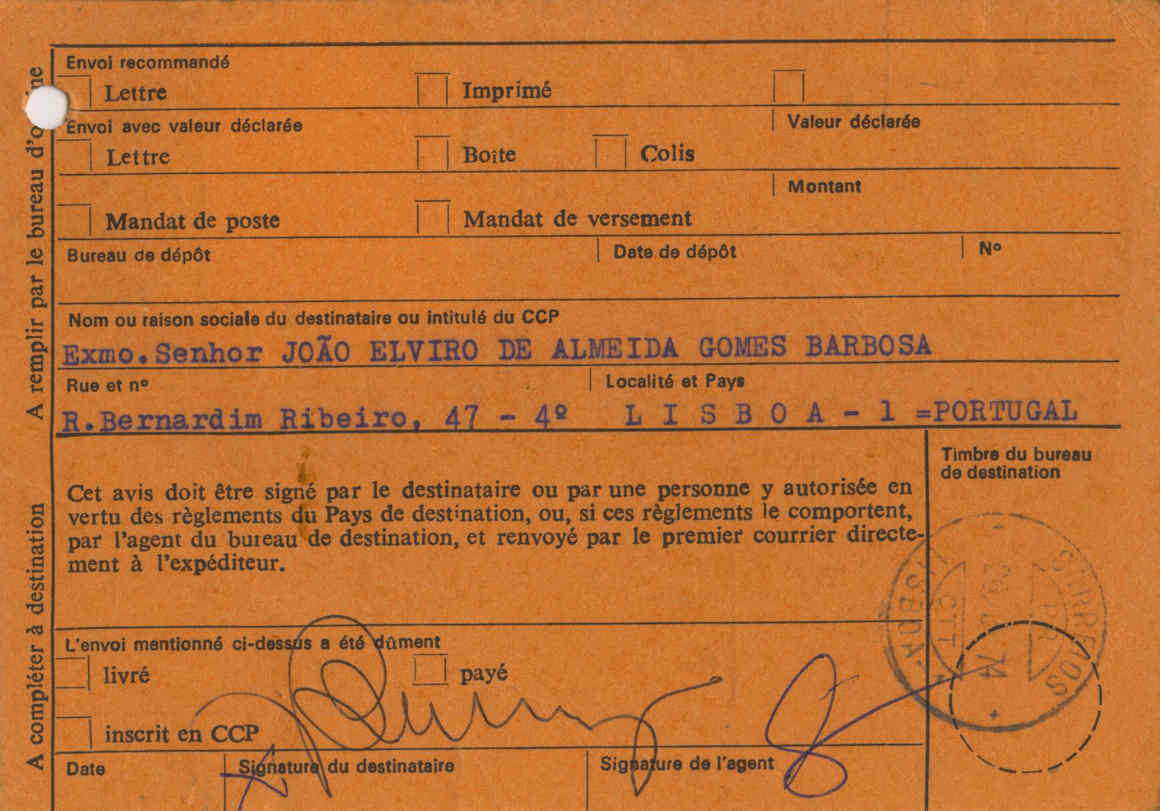 Envoi recommandé
Lettre Imprimé
Envoi avec valeur déclarée Valeur déclarée
Lettre Boîte Colis
Montant
Mandat de poste Mandat de versement
Bureau de dépôt Date de dépôt Nº
Nom ou raison sociale du destinataire ou intitulé du CCP
Exmo.Senhor JOÃO ELVIRO DE ALMEIDA GOMES BARBOSA
Rue et nº Localité et Pays
R.Bernardim Ribeiro, 47 - 4º L I S B O A - 1 =PORTUGAL
Timbre du bureau
de destination
Cet avis doit être signé par le destinataire ou par une personne y autorisée en
vertu des règlements du Pays de destination, ou, si ces règlements le comportent,
par l'agent du bureau de destination, et renvoyé par le premier courrier directe-
ment à l'expéditeur.
L'envoi mentionné ci-dessus a été dûment
livré payé
inscrit en CCP
Date Signature du destinataire Signature de l'agent
A remplir par le bureau
A compléter à destination
CORREIOS
LISBOA
CTT